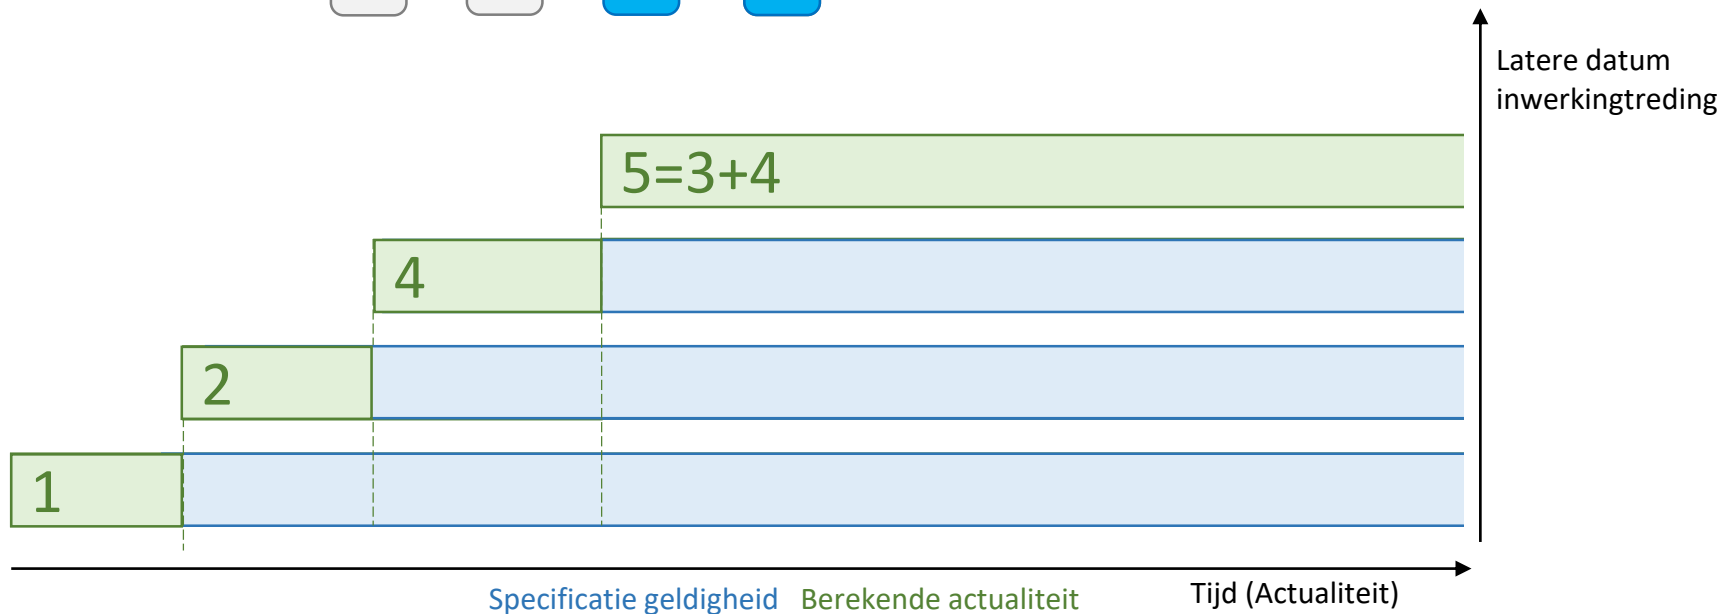 Latere datum
inwerkingtreding
5=3+4
4
2
1
Specificatie geldigheid Berekende actualiteit Tijd (Actualiteit)